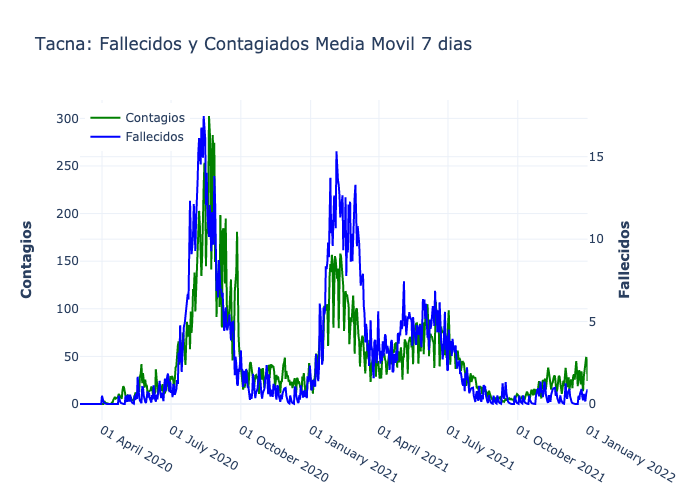 Tacna: Fallecidos y Contagiados Media Movil 7 dias
Contagios
Fallecidos
300
250
200
150
100
50
0
15
10
5
0
Contagios
Fallecidos
01 April 2020
01 July 2020
01 October 2020
01 January 2021
01 April 2021
01 July 2021
01 October 2021
01 January 2022